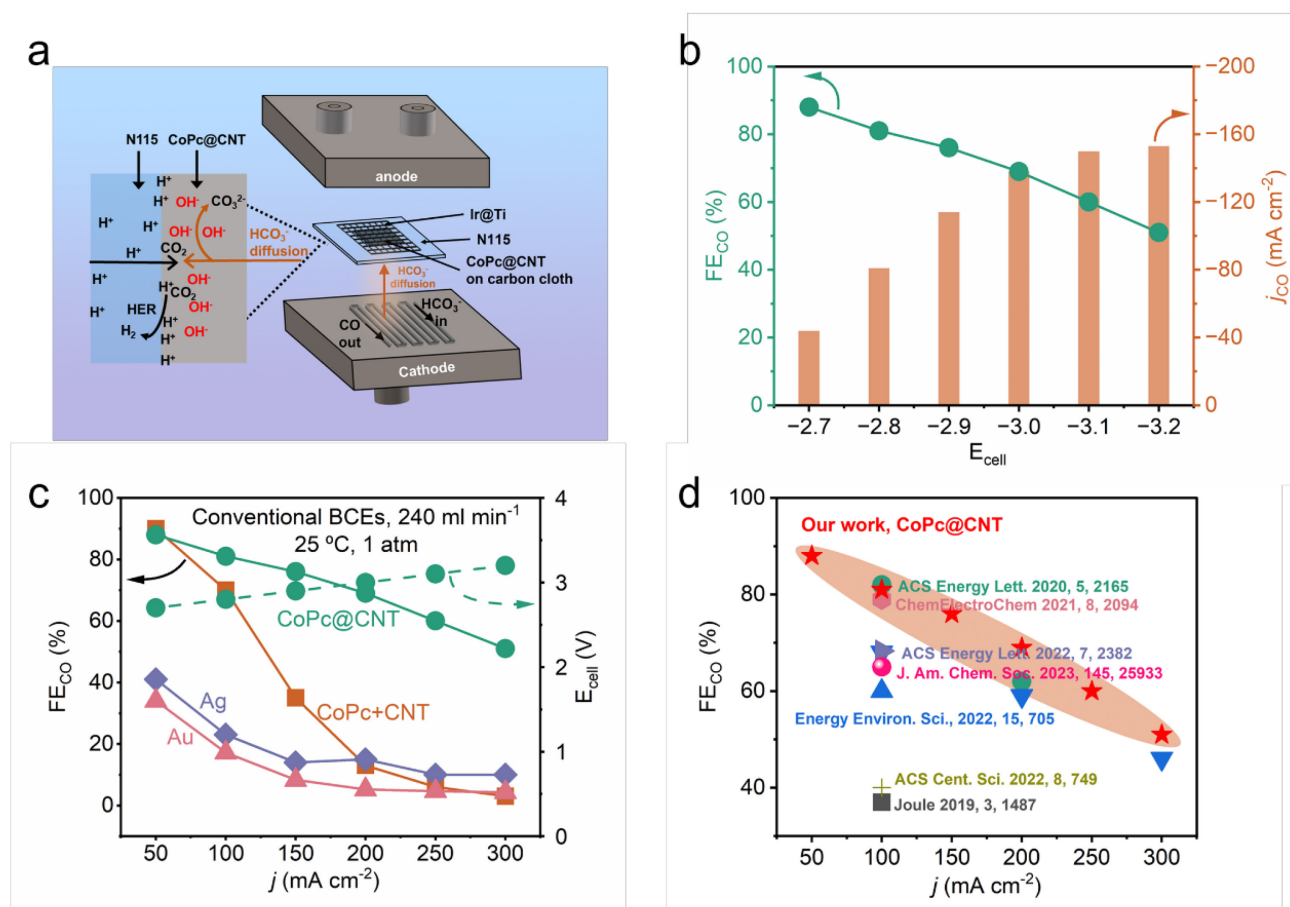 a
N115 CoPc@CNT
H⁺
H⁺ OH⁻ CO₃²⁻
H⁺ H⁺ OH⁻ OH⁻ HCO₃⁻
diffusion
H⁺ CO₂
H⁺ H⁺ CO₂ OH⁻
H⁺ HER OH⁻
H₂ H⁺ OH⁻
H⁺
H⁺
anode
Ir@Ti
N115
CoPc@CNT
on carbon cloth
HCO₃⁻
diffusion
HCO₃⁻
in
CO
out
Cathode
b
FE_CO (%)
100
80
60
40
20
0
−2.7 −2.8 −2.9 −3.0 −3.1 −3.2
E_cell
−200
−160
−120
−80
−40
0
j_CO (mA cm⁻²)
c
Conventional BCEs, 240 ml min⁻¹
25 ºC, 1 atm
CoPc@CNT
CoPc+CNT
Ag
Au
FE_CO (%)
100
80
60
40
20
0
50 100 150 200 250 300
j (mA cm⁻²)
4
3
2
1
0
E_cell (V)
d
Our work, CoPc@CNT
ACS Energy Lett. 2020, 5, 2165
ChemElectroChem 2021, 8, 2094
ACS Energy Lett. 2022, 7, 2382
J. Am. Chem. Soc. 2023, 145, 25933
Energy Environ. Sci., 2022, 15, 705
ACS Cent. Sci. 2022, 8, 749
Joule 2019, 3, 1487
FE_CO (%)
100
80
60
40
50 100 150 200 250 300
j (mA cm⁻²)